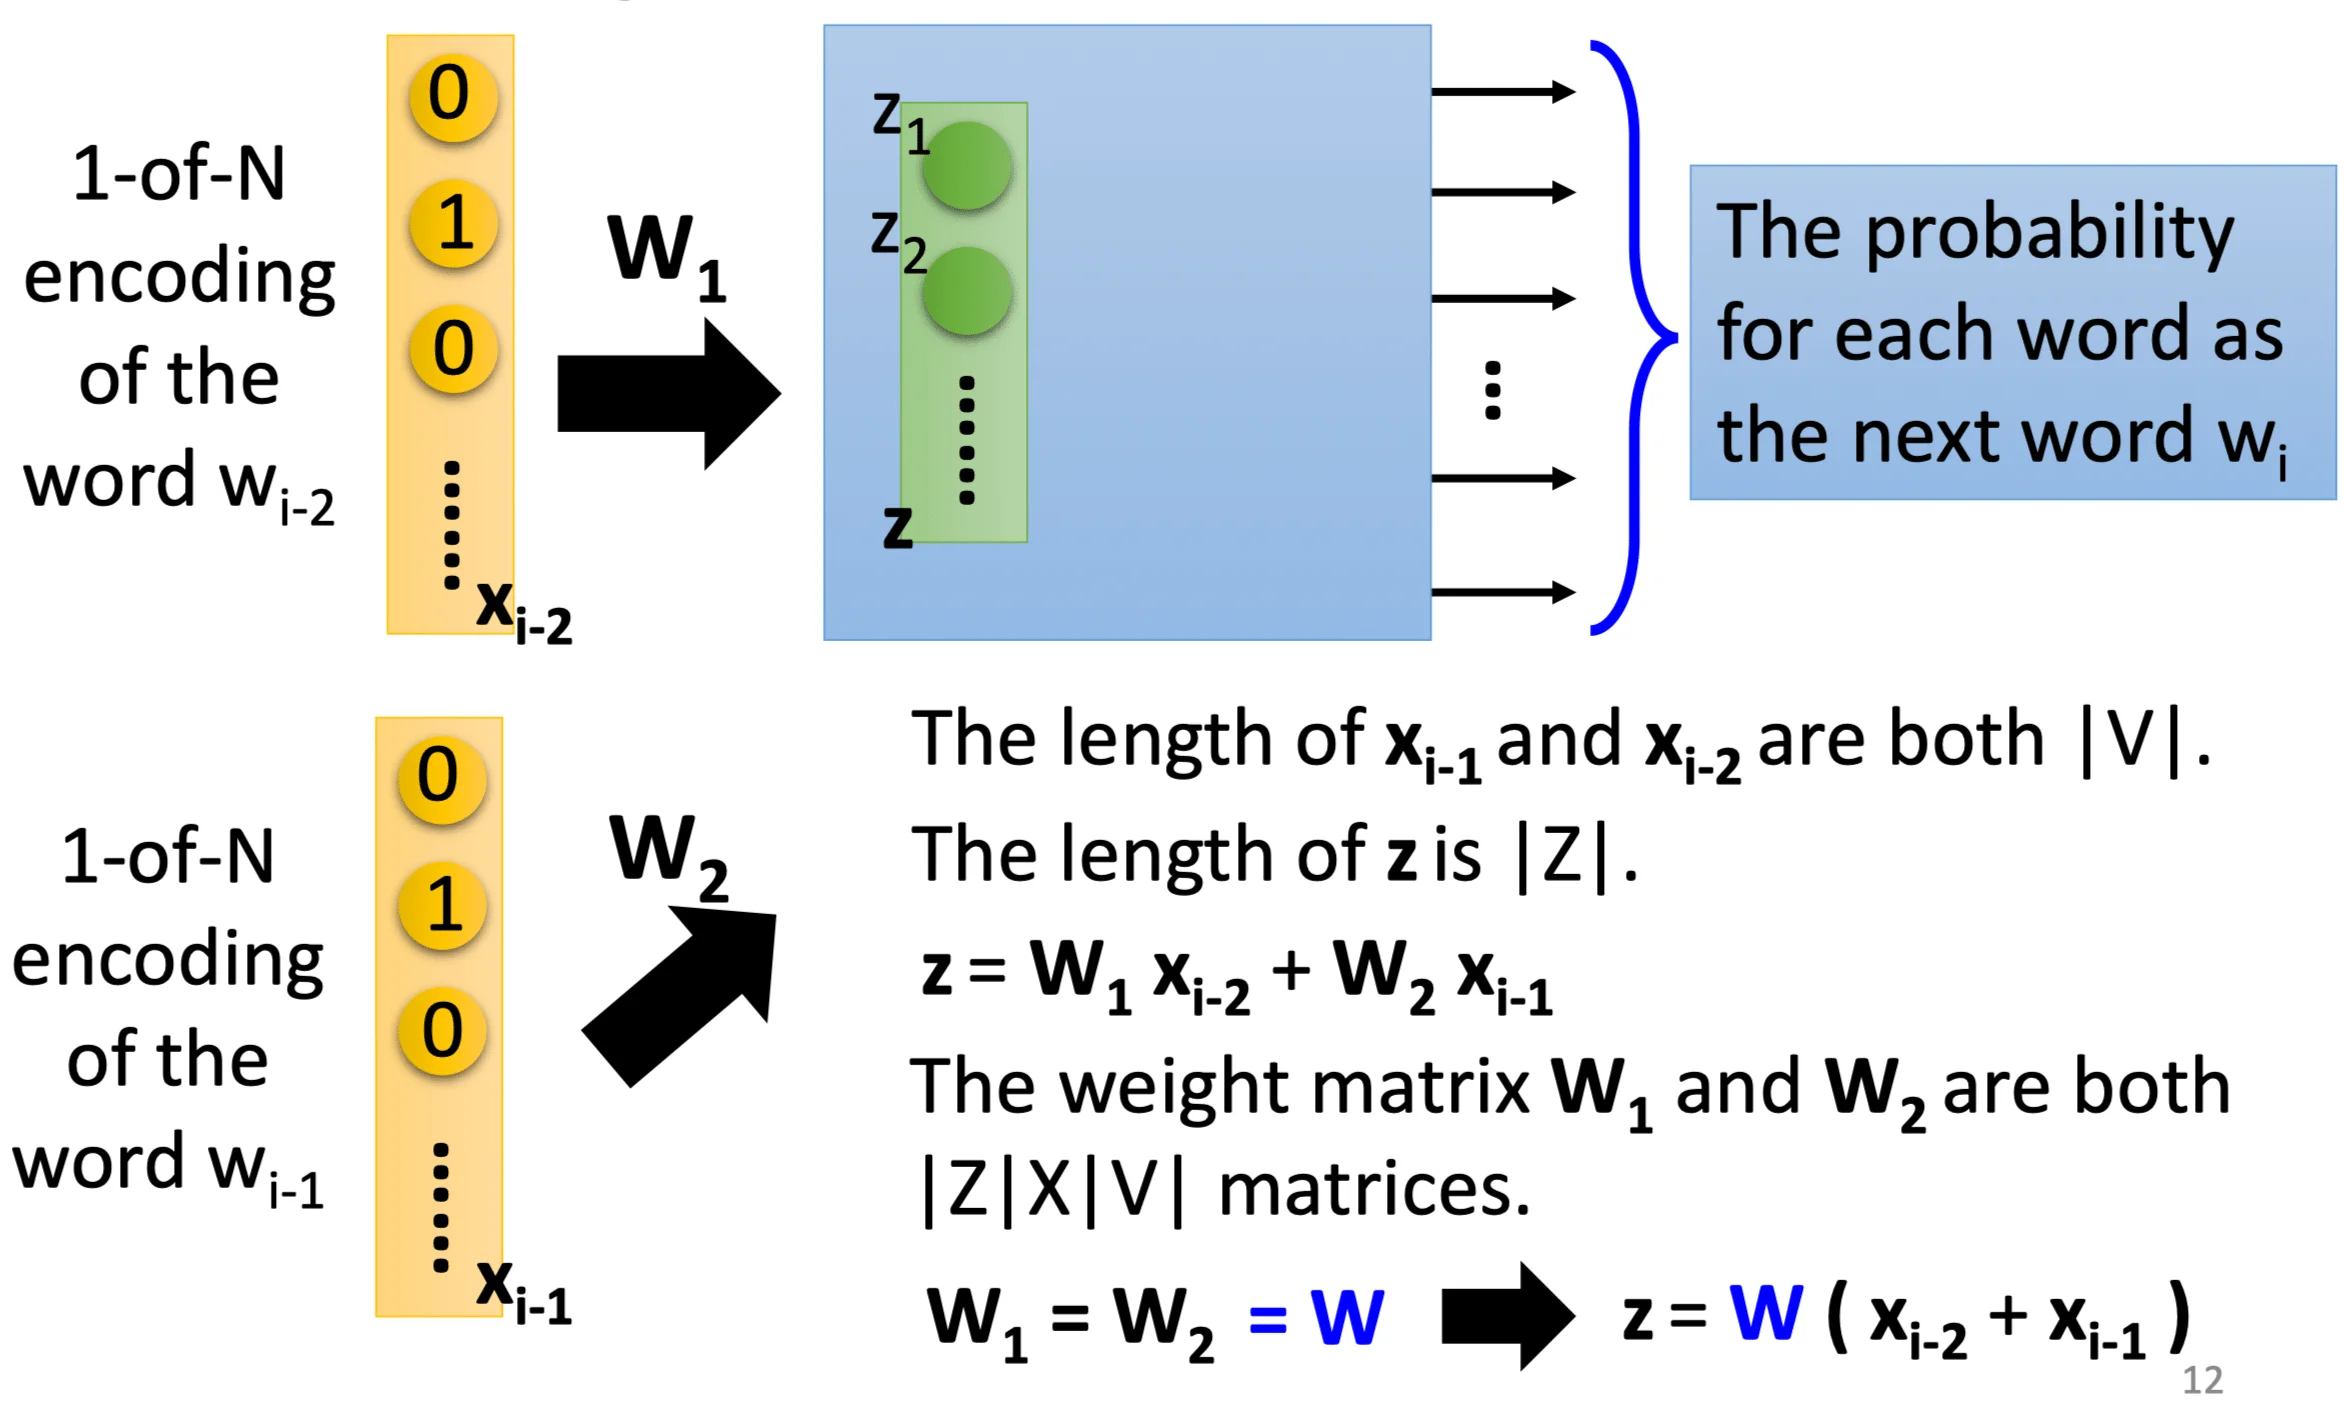 1-of-N
encoding
of the
word wi-2
0
1
0
xi-2
W1
z1
z2
z
The probability
for each word as
the next word wi
1-of-N
encoding
of the
word wi-1
0
1
0
xi-1
W2
The length of xi-1 and xi-2 are both |V|.
The length of z is |Z|.
z = W1 xi-2 + W2 xi-1
The weight matrix W1 and W2 are both
|Z|X|V| matrices.
W1 = W2 = W
z = W ( xi-2 + xi-1 )
12